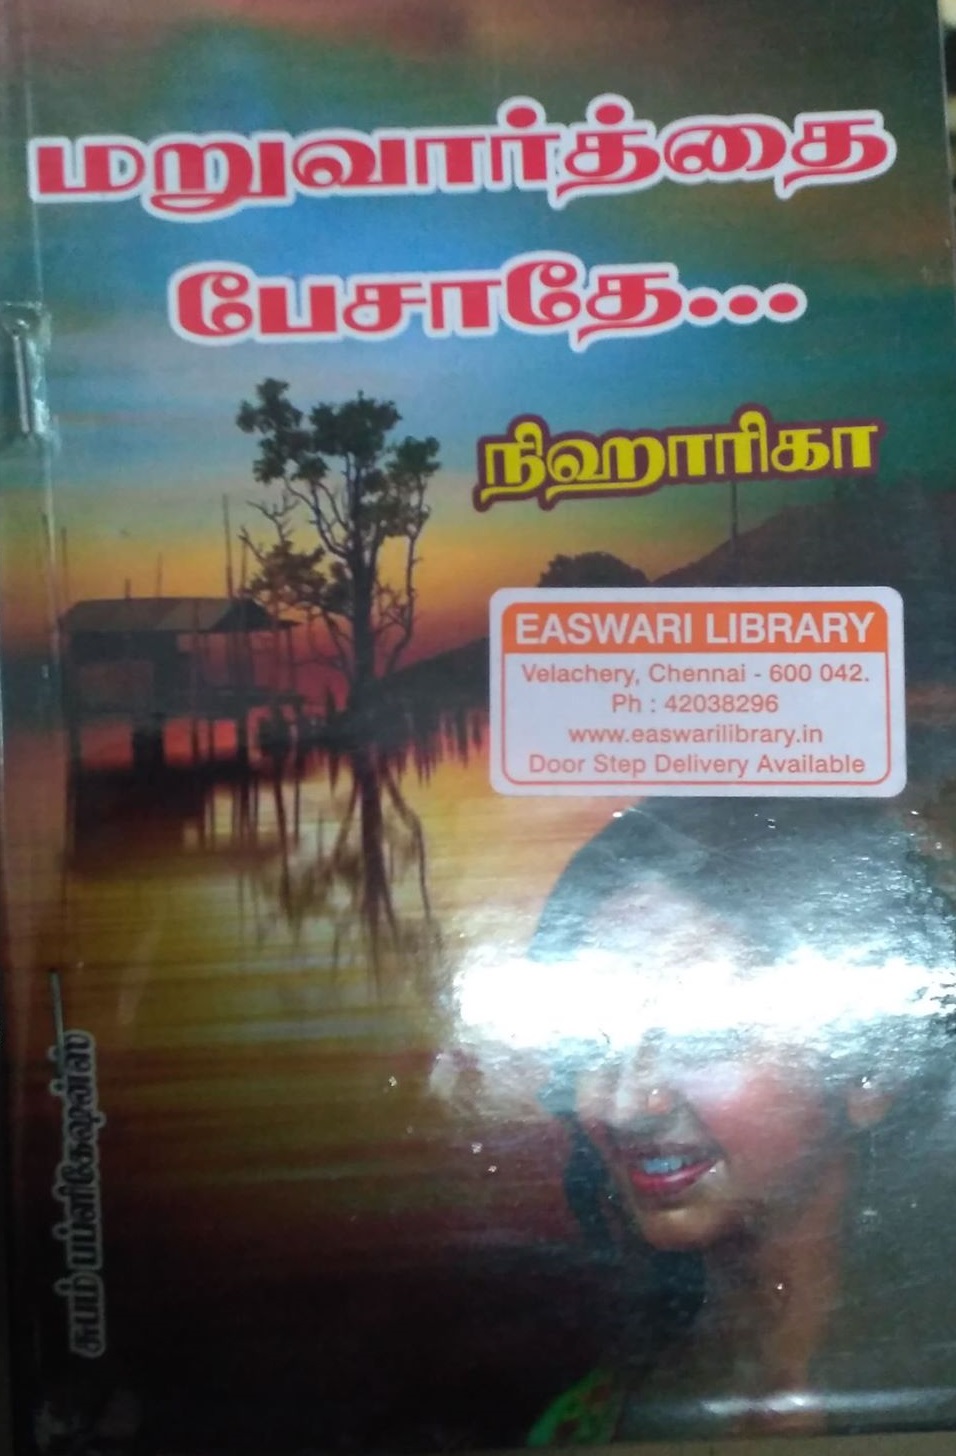 மறுவார்த்தை
பேசாதே...
நிஹாரிகா
EASWARI LIBRARY
Velachery, Chennai - 600 042.
Ph : 42038296
www.easwarilibrary.in
Door Step Delivery Available
சுபம் பப்ளிகேஷன்ஸ்